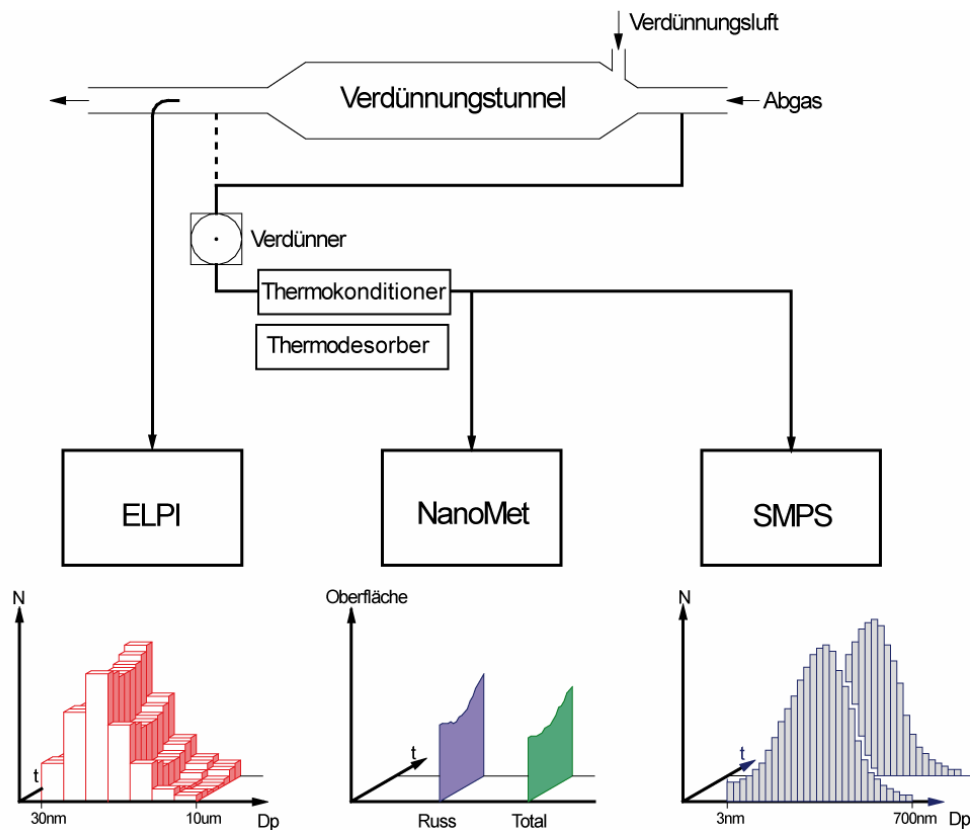 Verdünnungsluft
Verdünnungstunnel
Abgas
Verdünner
Thermokonditioner
Thermodesorber
ELPI
NanoMet
SMPS
N
t
30nm
10um
Dp
Oberfläche
t
Russ
Total
N
t
3nm
700nm
Dp